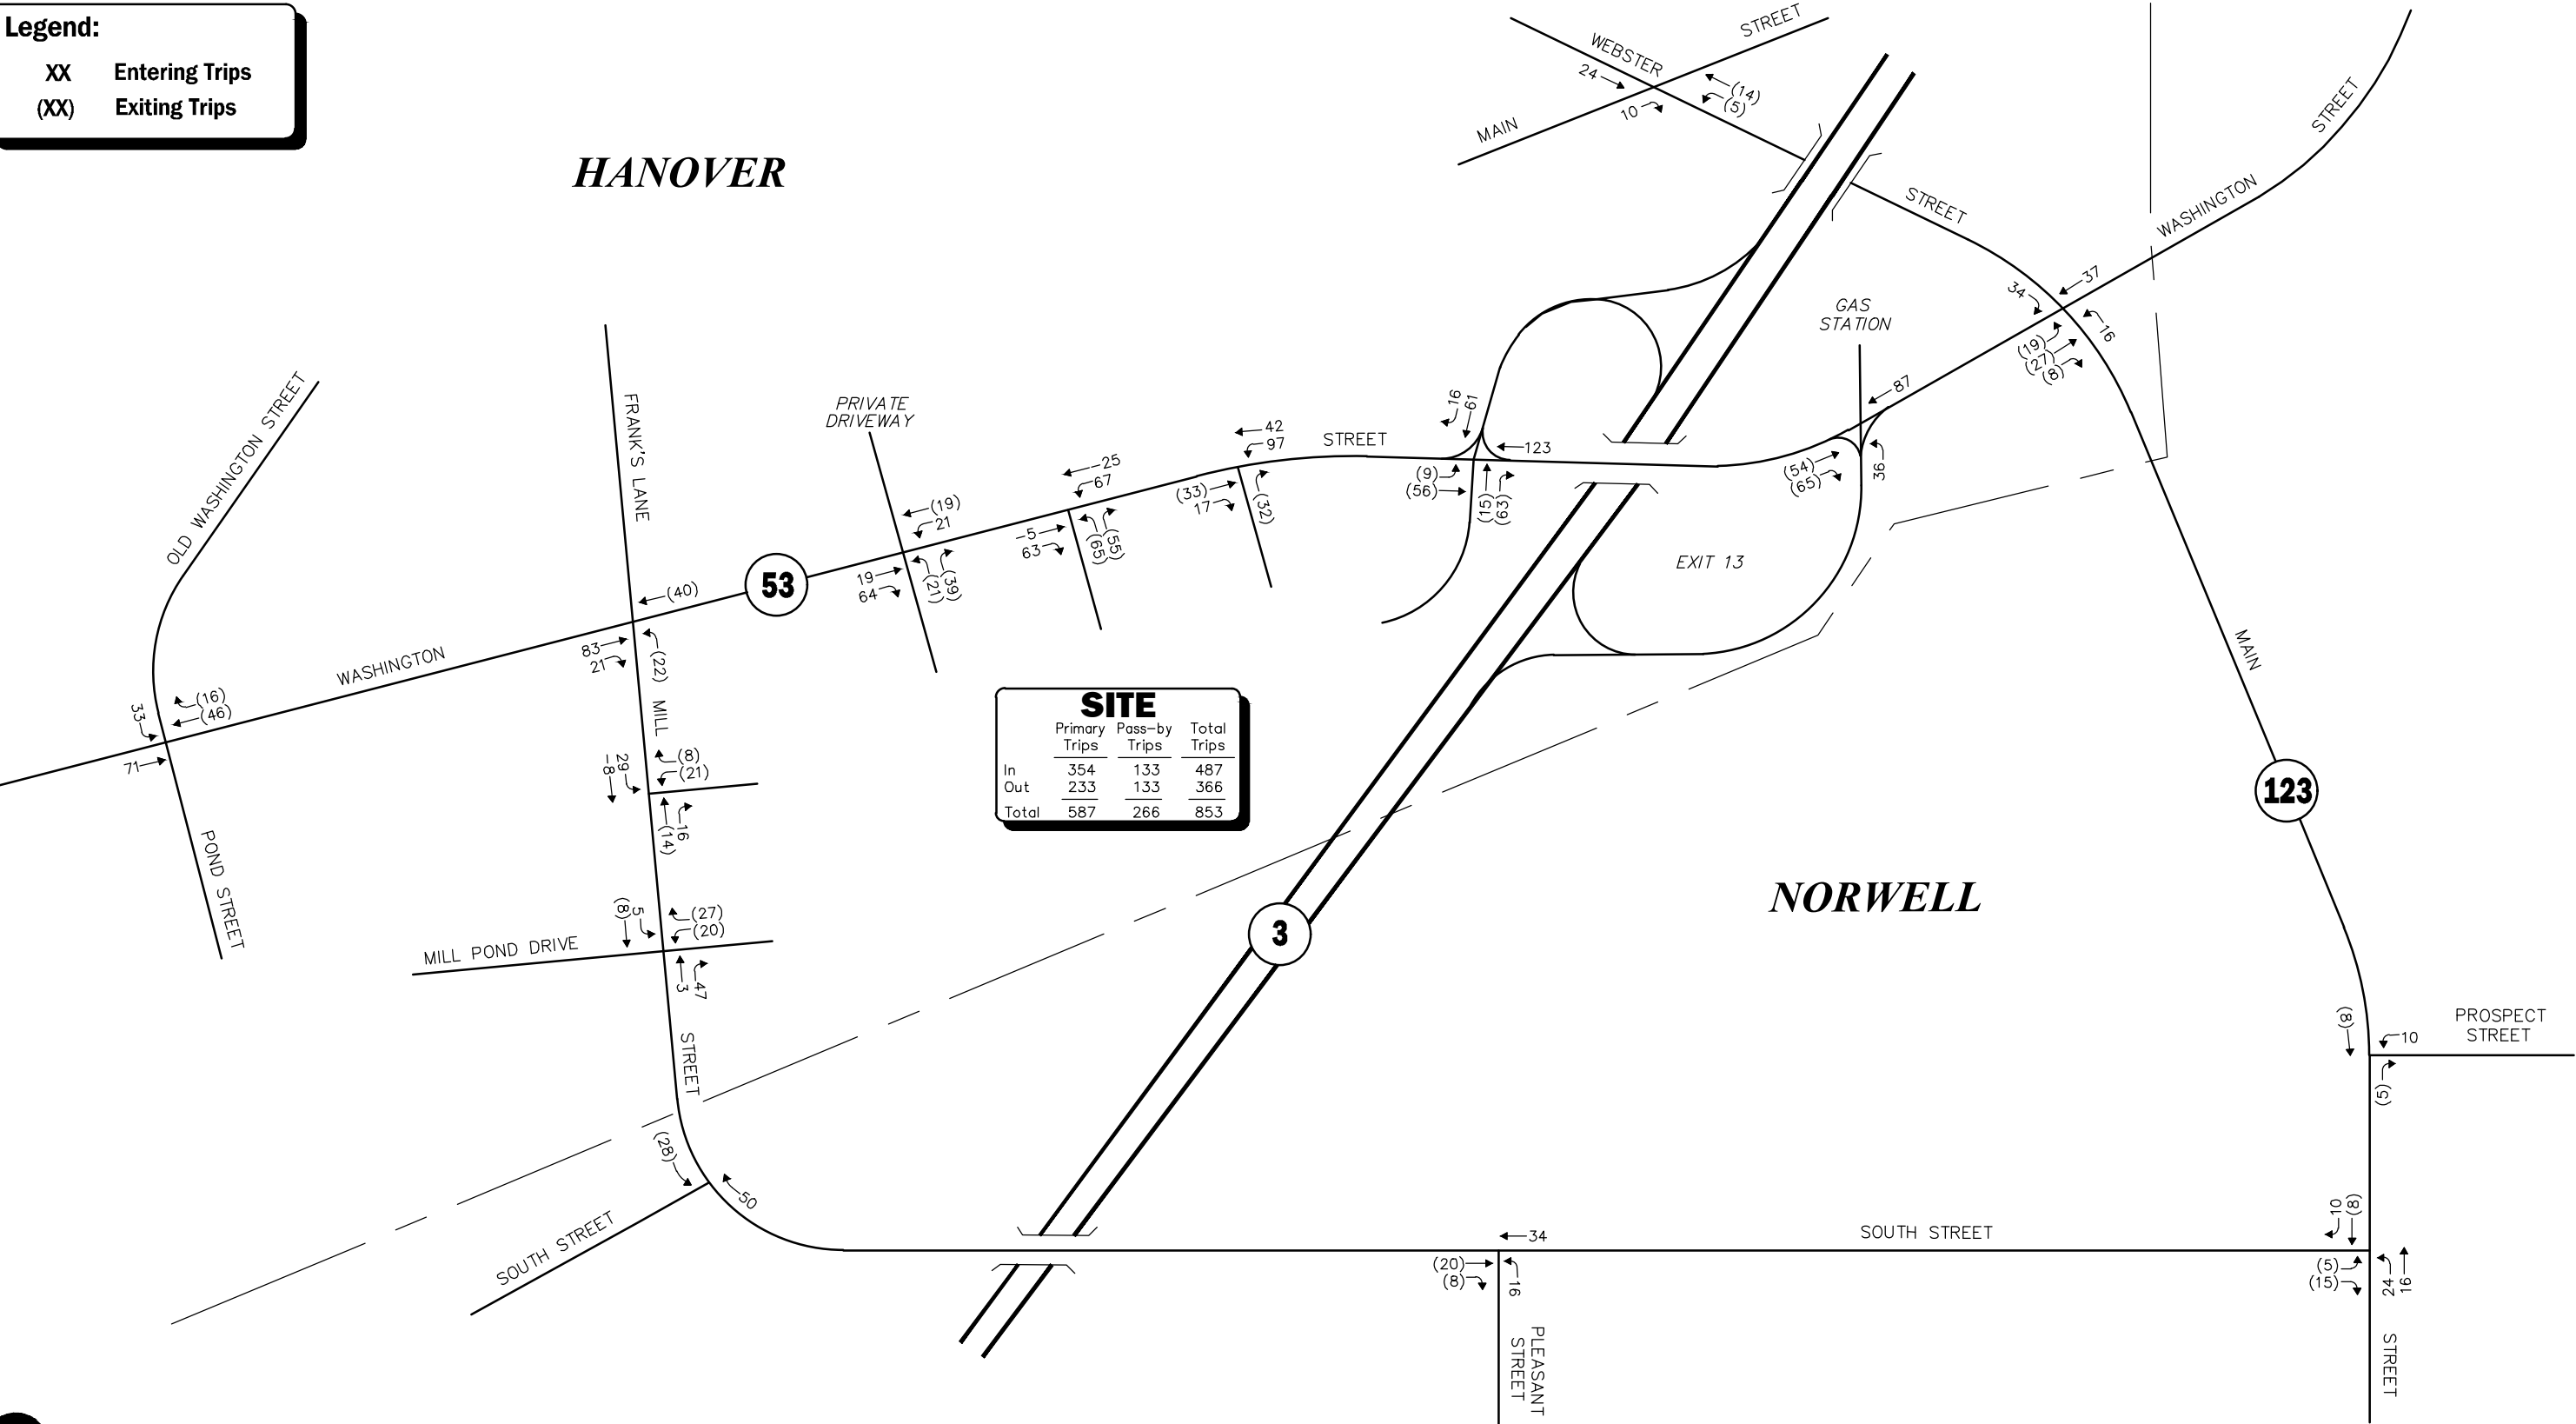 Legend:
XX Entering Trips
(XX) Exiting Trips
HANOVER
WEBSTER
STREET
24
10
(14)
(5)
MAIN
STREET
STREET
WASHINGTON
37
34
16
(19)
(27)
(8)
GAS
STATION
87
36
(54)
(65)
OLD WASHINGTON STREET
FRANK'S LANE
PRIVATE
DRIVEWAY
16
61
123
(9)
(56)
(15)
(63)
STREET
42
97
(33)
17
(32)
-25
67
-5
63
(65)
(55)
(19)
21
19
64
(21)
(39)
53
(40)
83
21
(22)
MILL
EXIT 13
WASHINGTON
33
(16)
(46)
71
POND STREET
29
-8
(8)
(21)
(14)
16
SITE
Primary Pass-by Total
Trips Trips Trips
In 354 133 487
Out 233 133 366
Total 587 266 853
MAIN
123
NORWELL
3
(8)
5
(27)
(20)
MILL POND DRIVE
3
47
STREET
(8)
10
PROSPECT
STREET
(5)
(28)
50
SOUTH STREET
34
(20)
(8)
16
PLEASANT
STREET
SOUTH STREET
10
(8)
(5)
(15)
24
16
STREET